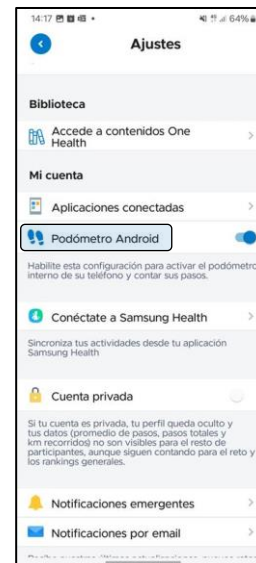 14:17
64%
Ajustes
Biblioteca
Accede a contenidos One
Health
Mi cuenta
Aplicaciones conectadas
Podómetro Android
Habilite esta configuración para activar el podómetro
interno de su teléfono y contar sus pasos.
Conéctate a Samsung Health
Sincroniza tus actividades desde tu aplicación
Samsung Health
Cuenta privada
Si tu cuenta es privada, tu perfil queda oculto y
tus datos (promedio de pasos, pasos totales y
km recorridos) no son visibles para el resto de
participantes, aunque siguen contando para el reto y
los rankings generales.
Notificaciones emergentes
Notificaciones por email